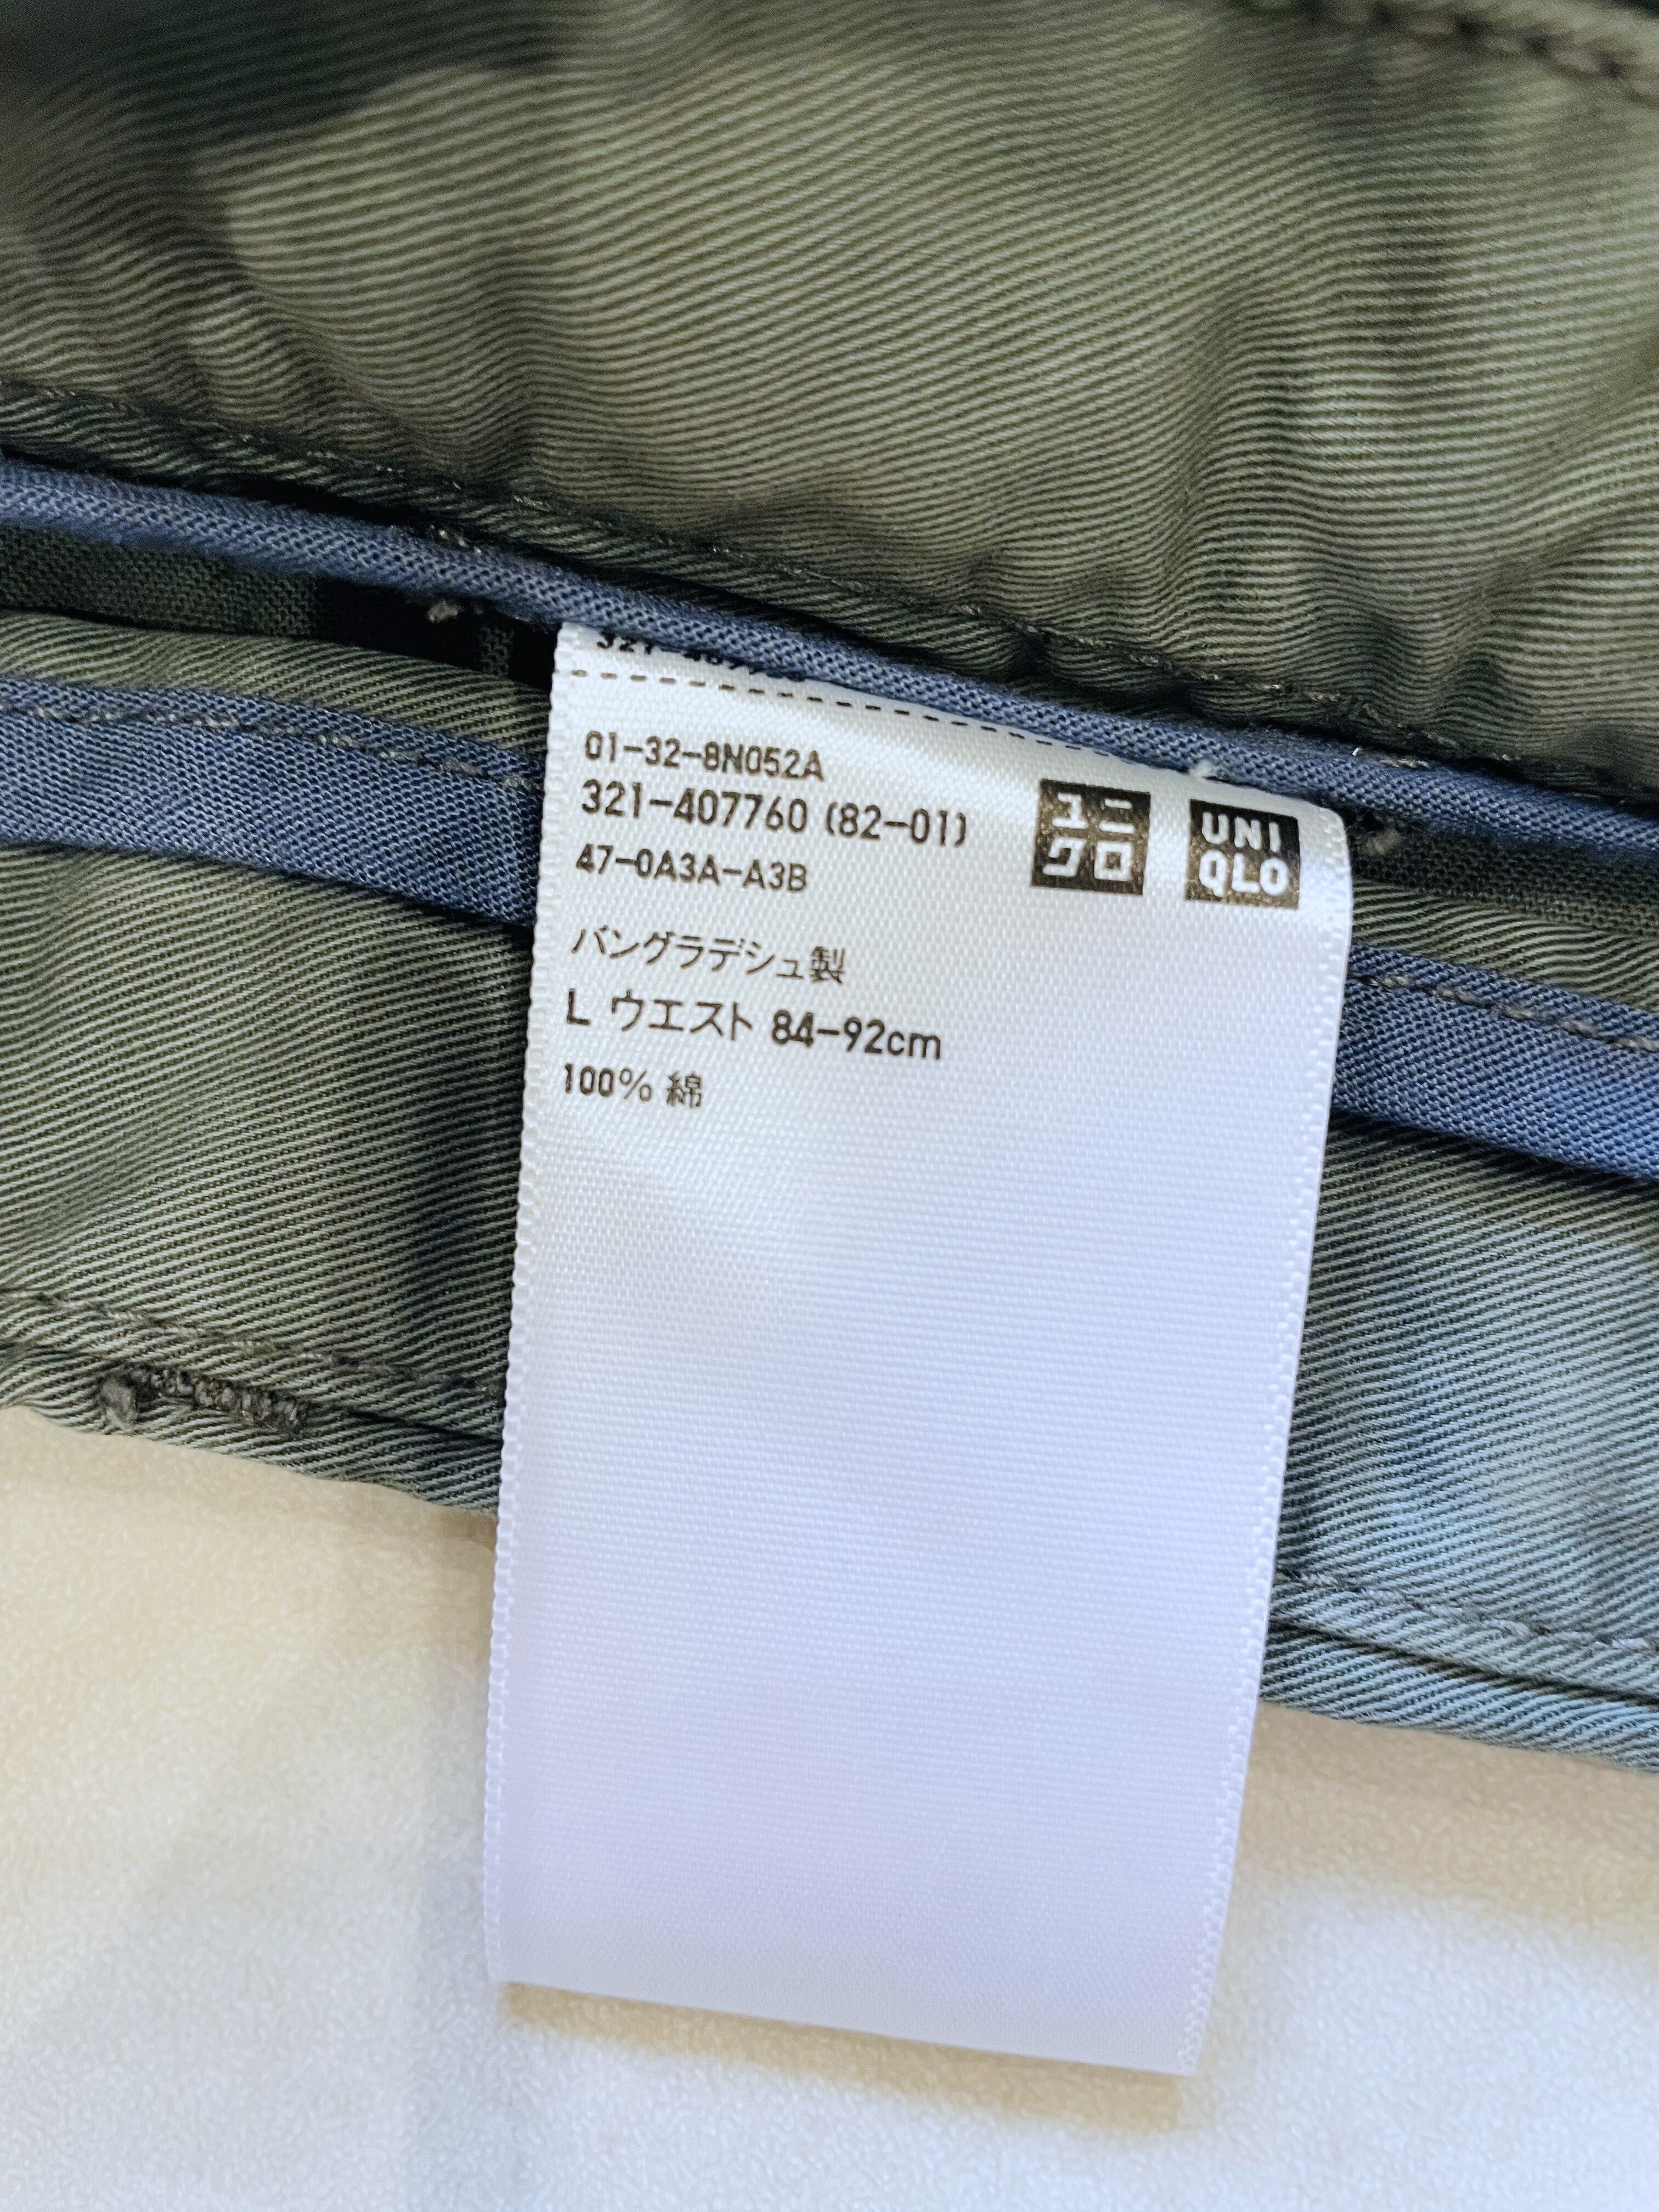 01-32-8N052A
321-407760 (82-01)
47-0A3A-A3B
ユニクロ
UNIQLO
バングラデシュ製
L ウエスト 84-92cm
100% 綿